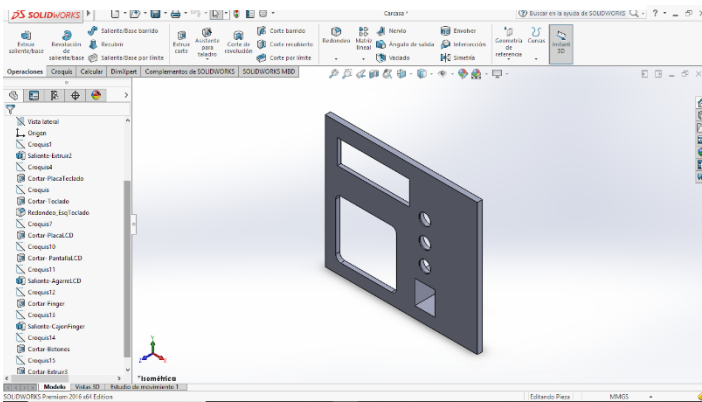 SOLIDWORKS
Carcasa *
Buscar en la ayuda de SOLIDWORKS
Extruir saliente/base
Revolución de saliente/base
Saliente/Base barrido
Recubrir
Saliente/Base por límite
Extruir corte
Asistente para taladro
Corte de revolución
Corte barrido
Corte recubierto
Corte por límite
Redondeo
Matriz lineal
Nervio
Ángulo de salida
Vaciado
Envolver
Intersección
Simetría
Geometría de referencia
Curvas
Instant 3D
Operaciones
Croquis
Calcular
DimXpert
Complementos de SOLIDWORKS
SOLIDWORKS MBD
Vista lateral
Origen
Croquis1
Saliente-Extruir2
Croquis4
Cortar-PlacaTeclado
Croquis
Cortar-Teclado
Redondeo_EsqTeclado
Croquis7
Cortar-PlacaLCD
Croquis10
Cortar- PantallaLCD
Croquis11
Saliente-AgarreLCD
Croquis12
Cortar-Finger
Croquis13
Saliente-CajonFinger
Croquis14
Cortar-Botones
Croquis15
Cortar-Extruir3
Y
*Isométrica
Modelo
Vistas 3D
Estudio de movimiento 1
SOLIDWORKS Premium 2016 x64 Edition
Editando Pieza
MMGS